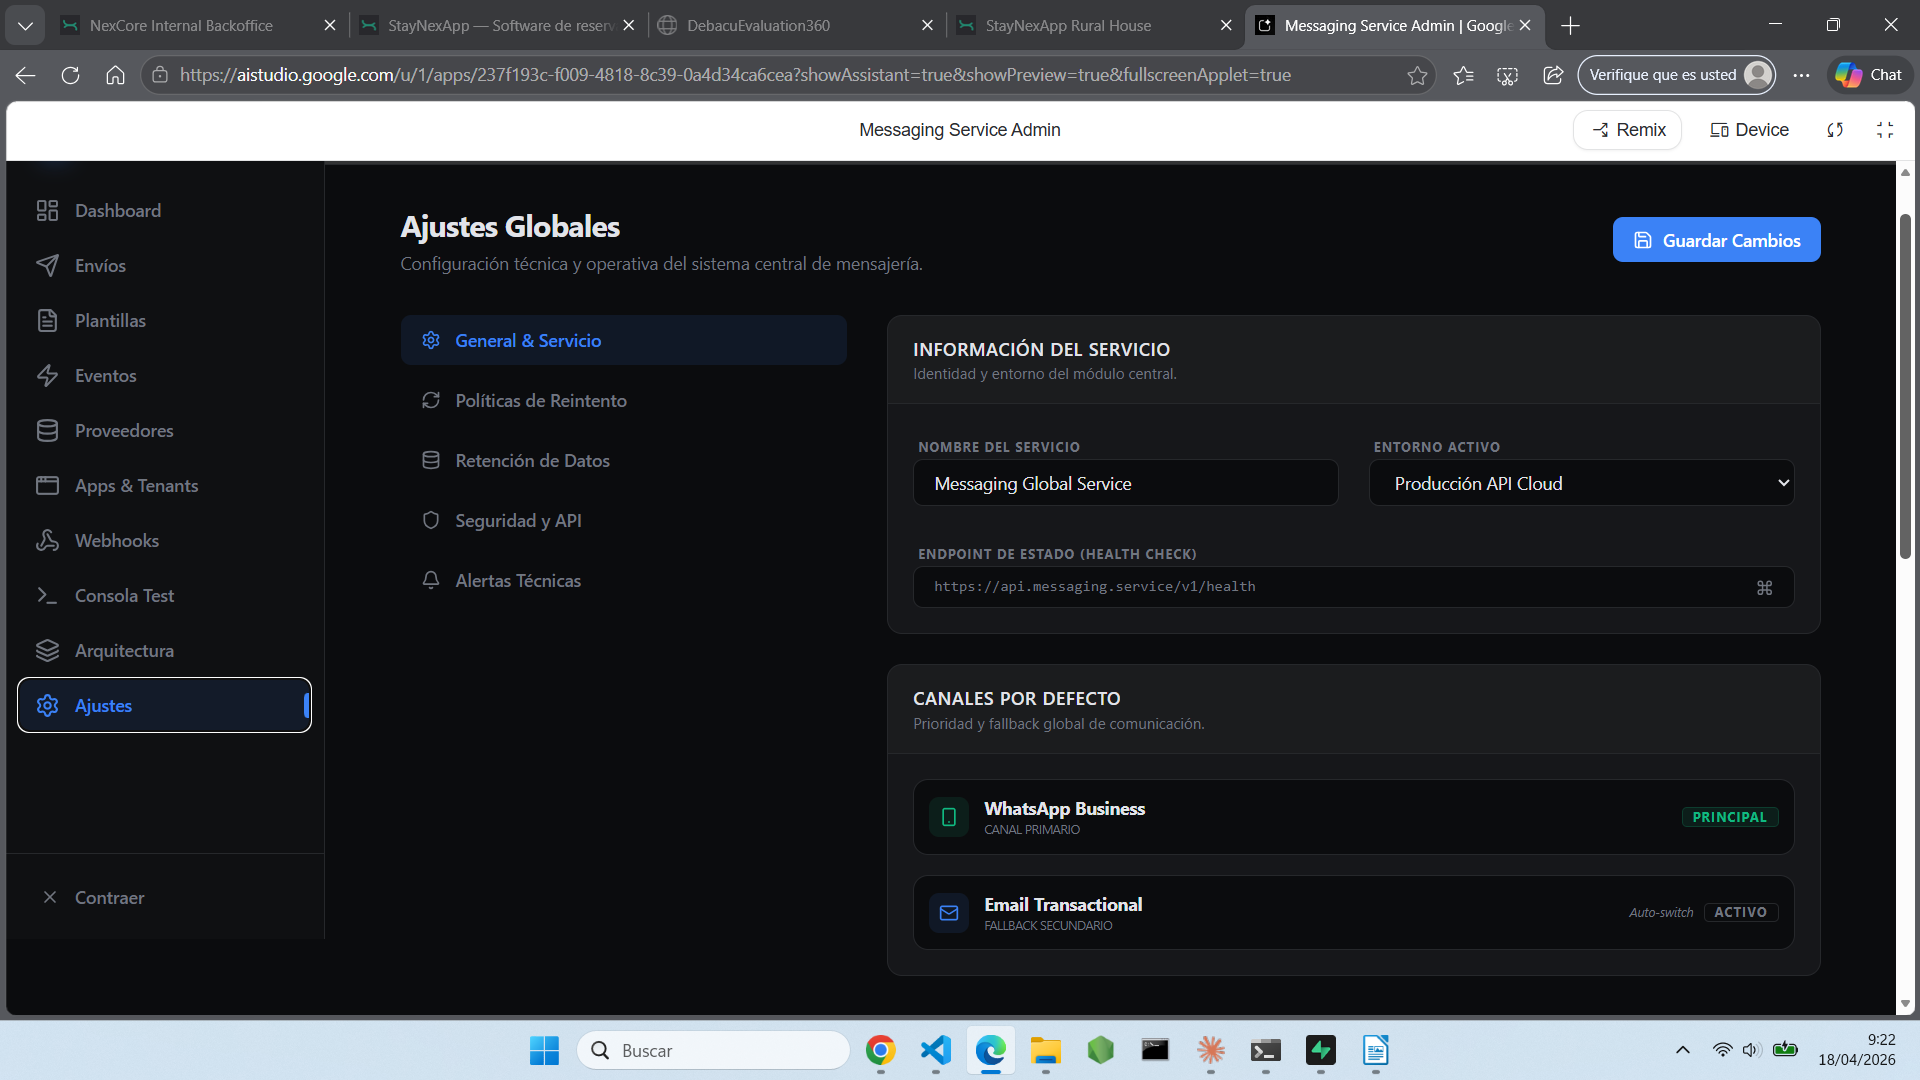 NexCore Internal Backoffice
StayNexApp — Software de reserv
DebacuEvaluation360
StayNexApp Rural House
Messaging Service Admin | Google
https://aistudio.google.com/u/1/apps/237f193c-f009-4818-8c39-0a4d34ca6cea?showAssistant=true&showPreview=true&fullscreenApplet=true
Verifique que es usted
Chat
Messaging Service Admin
Remix
Device
Dashboard
Envíos
Plantillas
Eventos
Proveedores
Apps & Tenants
Webhooks
Consola Test
Arquitectura
Ajustes
Contraer
Ajustes Globales
Configuración técnica y operativa del sistema central de mensajería.
Guardar Cambios
General & Servicio
Políticas de Reintento
Retención de Datos
Seguridad y API
Alertas Técnicas
INFORMACIÓN DEL SERVICIO
Identidad y entorno del módulo central.
NOMBRE DEL SERVICIO
Messaging Global Service
ENTORNO ACTIVO
Producción API Cloud
ENDPOINT DE ESTADO (HEALTH CHECK)
https://api.messaging.service/v1/health
CANALES POR DEFECTO
Prioridad y fallback global de comunicación.
WhatsApp Business
CANAL PRIMARIO
PRINCIPAL
Email Transactional
FALLBACK SECUNDARIO
Auto-switch
ACTIVO
Buscar
9:22
18/04/2026